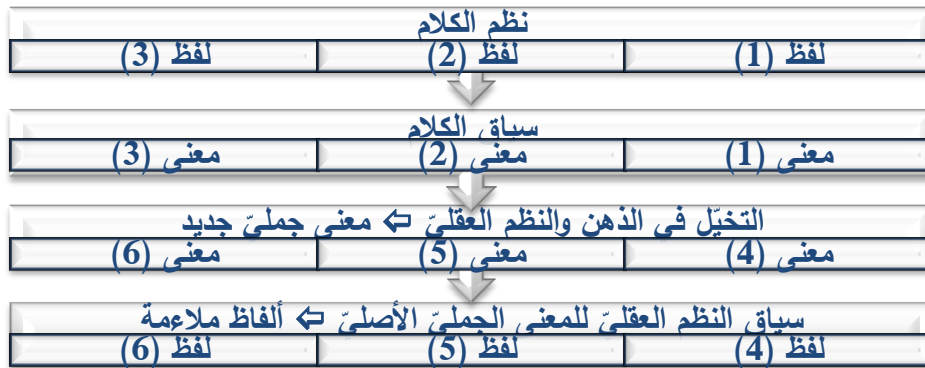 نظم الكلام
لفظ (1) لفظ (2) لفظ (3)
سياق الكلام
معنى (1) معنى (2) معنى (3)
التخيّل في الذهن والنظم العقليّ ⇦ معنى جمليّ جديد
معنى (4) معنى (5) معنى (6)
سياق النظم العقليّ للمعنى الجمليّ الأصليّ ⇦ ألفاظ ملاءمة
لفظ (4) لفظ (5) لفظ (6)